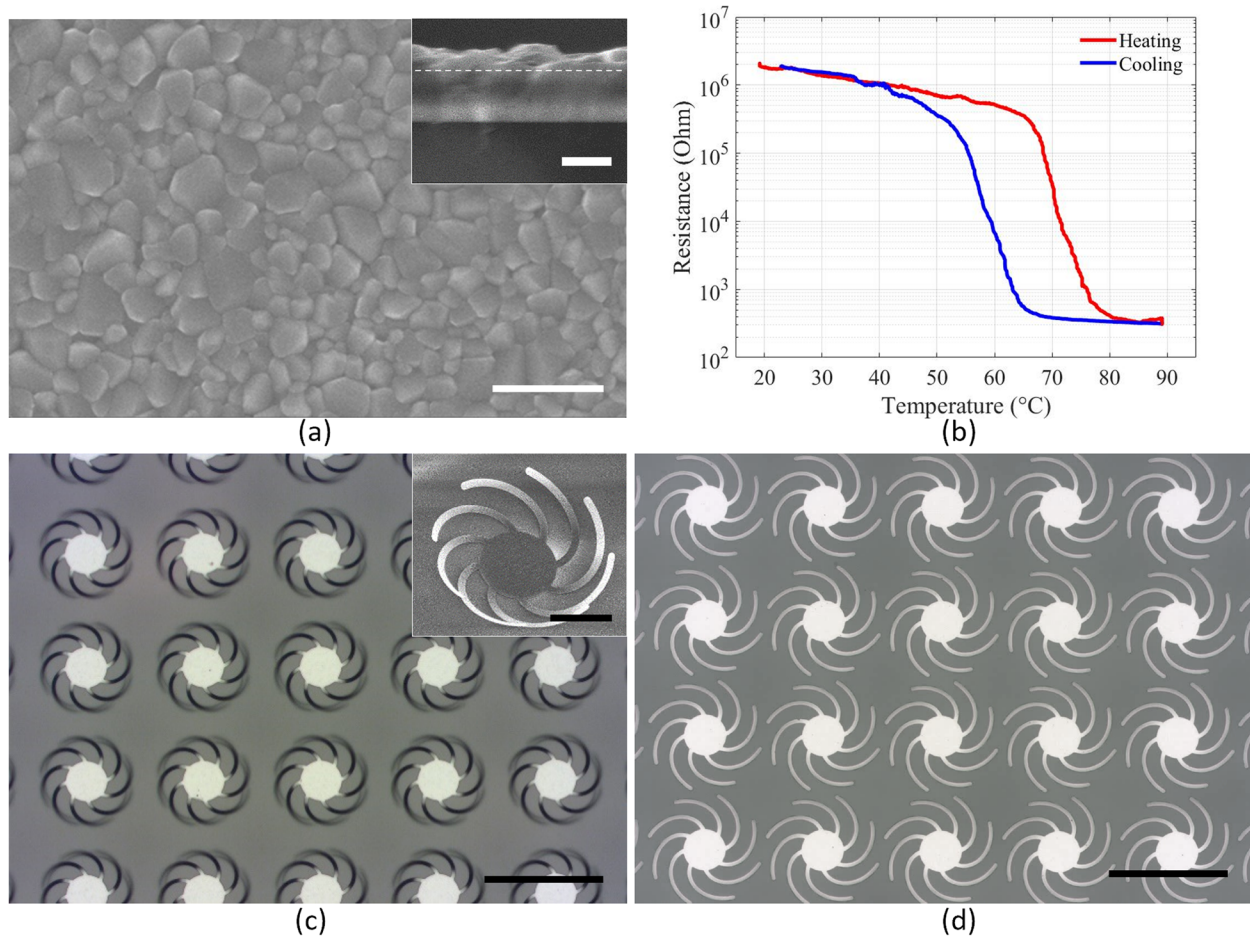 10^7
10^6
10^5
10^4
10^3
10^2
Resistance (Ohm)
Heating
Cooling
20 30 40 50 60 70 80 90
Temperature (°C)
(a)
(b)
(c)
(d)